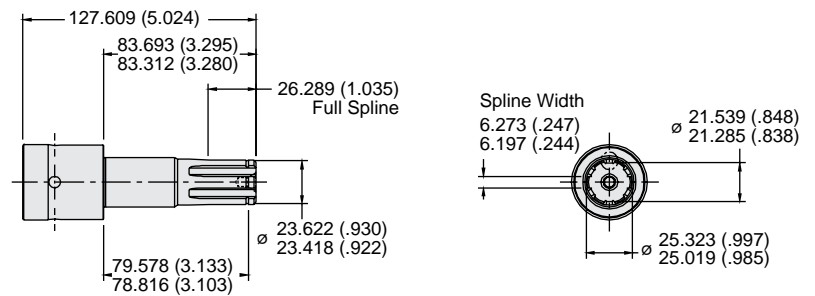 127.609 (5.024)
83.693 (3.295)
83.312 (3.280)
26.289 (1.035)
Full Spline
⌀ 23.622 (.930)
23.418 (.922)
79.578 (3.133)
78.816 (3.103)
Spline Width
6.273 (.247)
6.197 (.244)
⌀ 21.539 (.848)
21.285 (.838)
⌀ 25.323 (.997)
25.019 (.985)